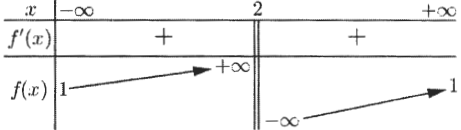 x −∞ 2 +∞
f′(x) + +
+∞ 1
f(x) 1
−∞